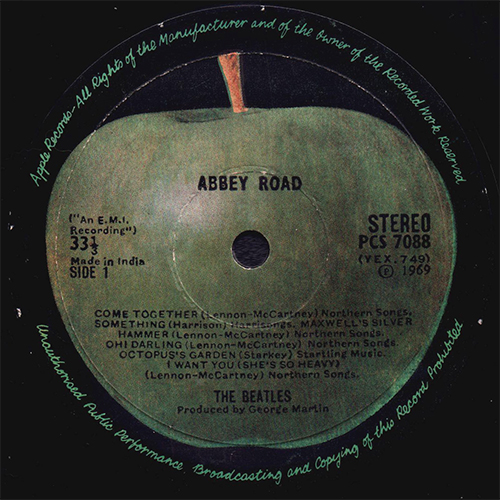 Apple Records-All Rights of the Manufacturer and of the Owner of the Recorded Work Reserved
ABBEY ROAD
("An E.M.I.
Recording")
33⅓
Made in India
SIDE 1
STEREO
PCS 7088
(YEX.749)
Ⓟ 1969
COME TOGETHER (Lennon-McCartney) Northern Songs.
SOMETHING (Harrison) Harrisongs. MAXWELL'S SILVER
HAMMER (Lennon-McCartney) Northern Songs.
OH! DARLING (Lennon-McCartney) Northern Songs
OCTOPUS'S GARDEN (Starkey) Startling Music.
I WANT YOU (SHE'S SO HEAVY)
(Lennon-McCartney) Northern Songs.
THE BEATLES
Produced by George Martin
Unauthorised Public Performance, Broadcasting and Copying of this Record Prohibited